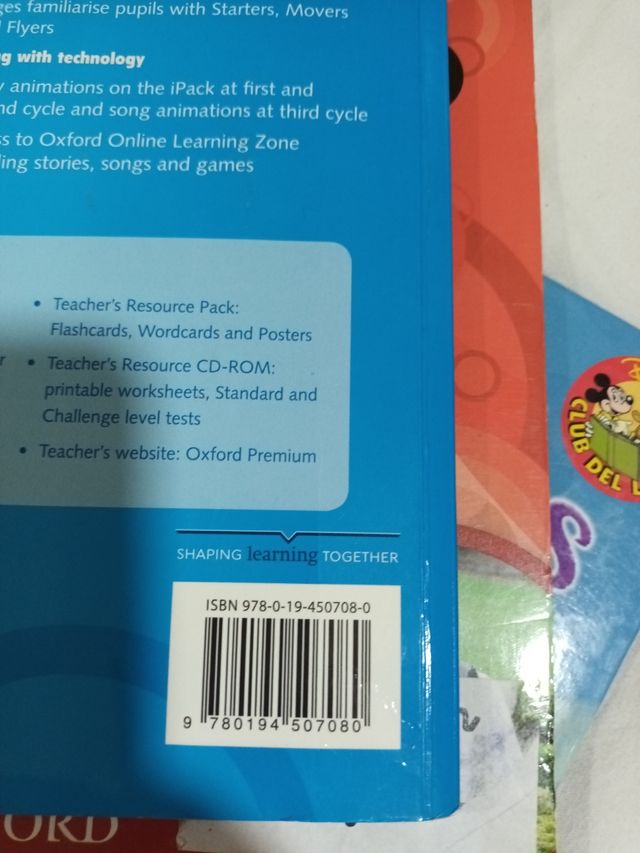 familiarise pupils with Starters, Movers
Flyers
with technology
animations on the iPack at first and
cycle and song animations at third cycle
to Oxford Online Learning Zone
stories, songs and games
• Teacher's Resource Pack:
Flashcards, Wordcards and Posters
• Teacher's Resource CD-ROM:
printable worksheets, Standard and
Challenge level tests
• Teacher's website: Oxford Premium
SHAPING learning TOGETHER
ISBN 978-0-19-450708-0
9 780194 507080
CLUB DEL
S
ORD